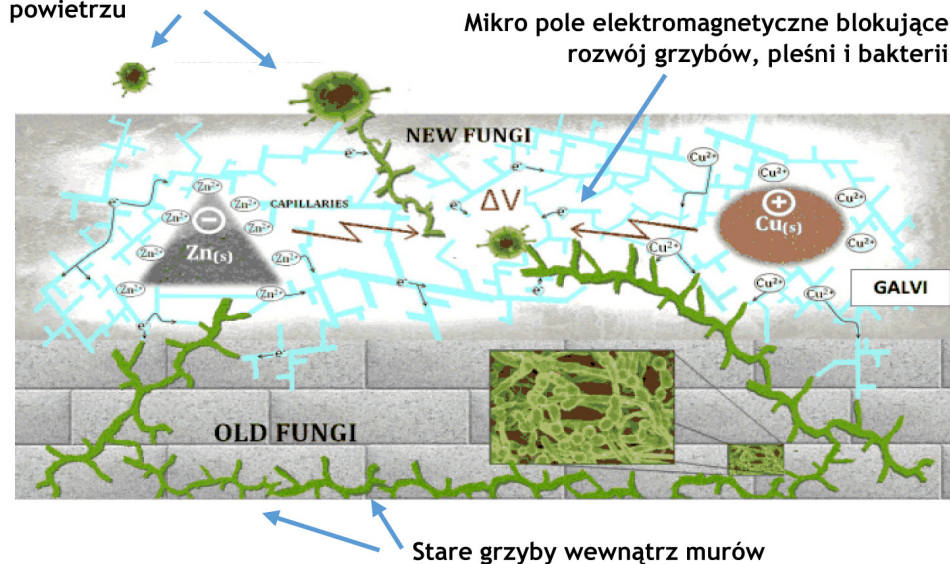 powietrzu
Mikro pole elektromagnetyczne blokujące
rozwój grzybów, pleśni i bakterii
NEW FUNGI
e⁻
Cu²⁺
Cu²⁺
Zn²⁺
e⁻
Zn²⁺
CAPILLARIES
e⁻
ΔV
e⁻
+
Cu²⁺
Zn²⁺
−
Zn²⁺
Cu(s)
Zn²⁺
Zn(s)
Zn²⁺
Cu²⁺
Cu²⁺
e⁻
Zn²⁺
Zn²⁺
e⁻
e⁻
Cu²⁺
Cu²⁺
GALVI
e⁻
e⁻
OLD FUNGI
Stare grzyby wewnątrz murów